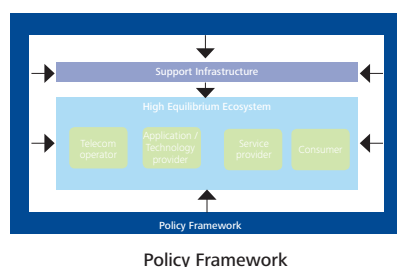 Support Infrastructure
High Equilibrium Ecosystem
Telecom
operator
Application /
Technology
provider
Service
provider
Consumer
Policy Framework
Policy Framework